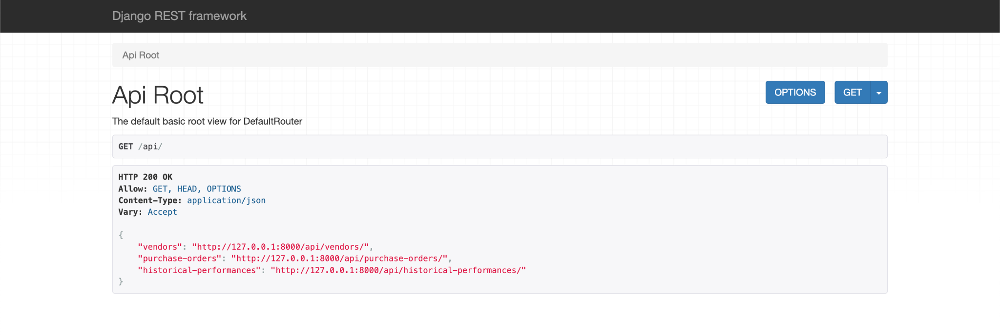 Django REST framework
Api Root
Api Root
OPTIONS
GET
The default basic root view for DefaultRouter
GET /api/
HTTP 200 OK
Allow: GET, HEAD, OPTIONS
Content-Type: application/json
Vary: Accept
{
    "vendors": "http://127.0.0.1:8000/api/vendors/",
    "purchase-orders": "http://127.0.0.1:8000/api/purchase-orders/",
    "historical-performances": "http://127.0.0.1:8000/api/historical-performances/"
}